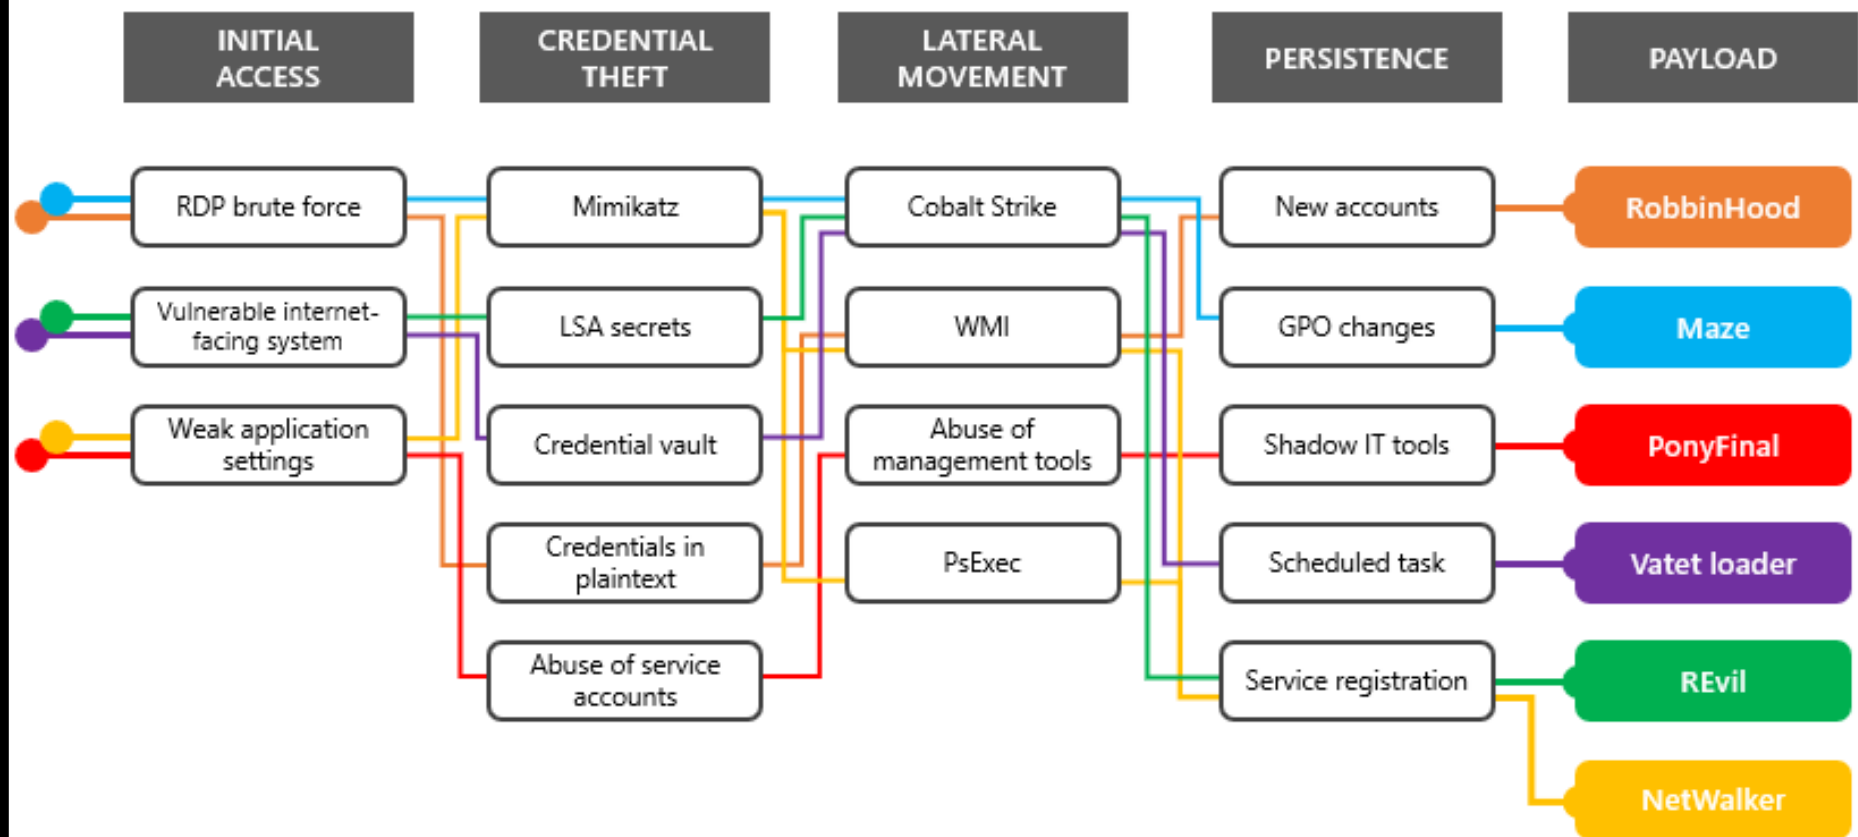 INITIAL
ACCESS
CREDENTIAL
THEFT
LATERAL
MOVEMENT
PERSISTENCE
PAYLOAD
RDP brute force
Mimikatz
Cobalt Strike
New accounts
RobbinHood
Vulnerable internet-
facing system
LSA secrets
WMI
GPO changes
Maze
Weak application
settings
Credential vault
Abuse of
management tools
Shadow IT tools
PonyFinal
Credentials in
plaintext
PsExec
Scheduled task
Vatet loader
Abuse of service
accounts
Service registration
REvil
NetWalker